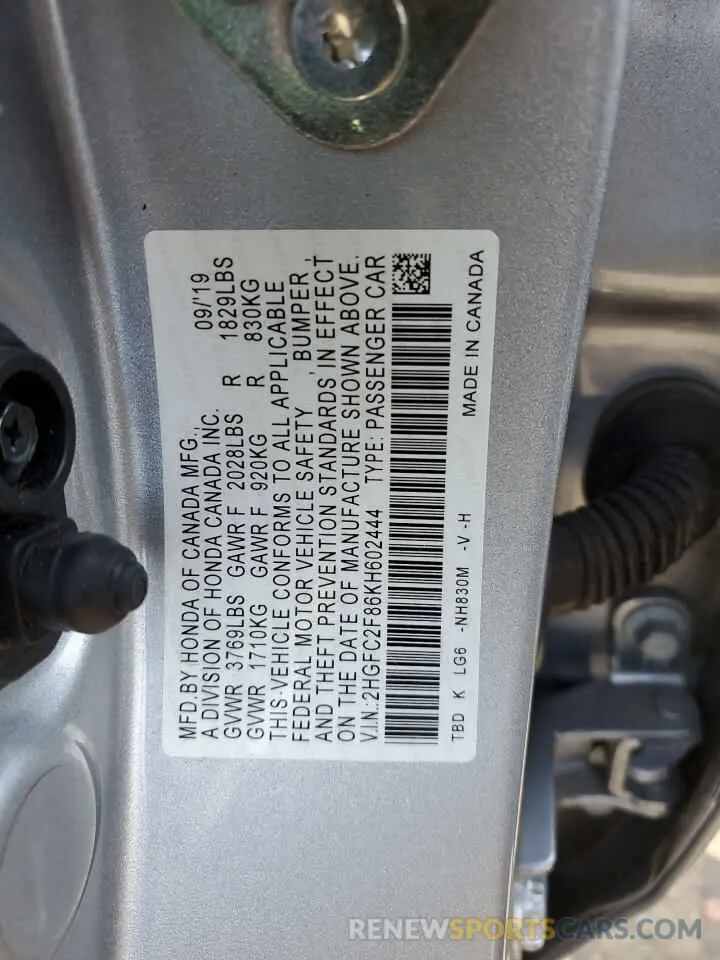 MFD.BY HONDA OF CANADA MFG., 09/'19
A DIVISION OF HONDA CANADA INC.
GVWR 3769LBS GAWR F 2028LBS R 1829LBS
GVWR 1710KG GAWR F 920KG R 830KG
THIS-VEHICLE CONFORMS TO ALL APPLICABLE
FEDERAL MOTOR VEHICLE SAFETY , BUMPER ,
AND THEFT PREVENTION STANDARDS IN EFFECT
ON THE DATE OF MANUFACTURE SHOWN ABOVE.
V.I.N.:2HGFC2F86KH602444 TYPE: PASSENGER CAR
TBD K LG6 -NH830M -V -H MADE IN CANADA
RENEWSPORTSCARS.COM